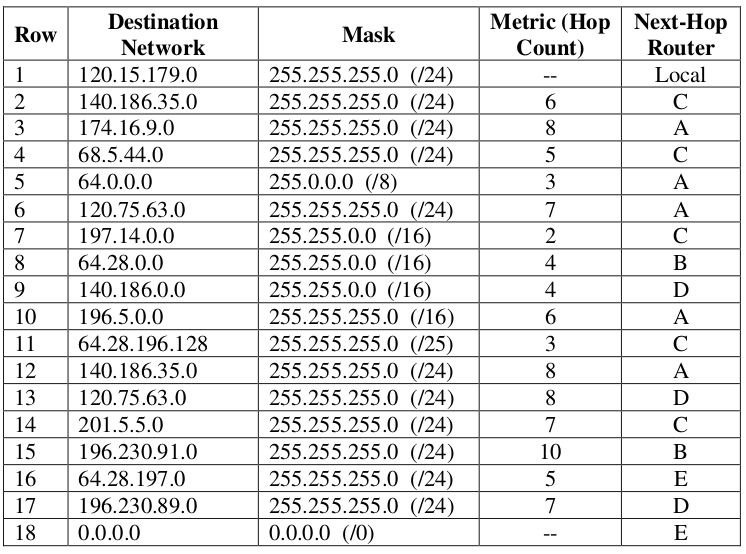 Row Destination Network Mask Metric (Hop Count) Next-Hop Router
1 120.15.179.0 255.255.255.0 (/24) -- Local
2 140.186.35.0 255.255.255.0 (/24) 6 C
3 174.16.9.0 255.255.255.0 (/24) 8 A
4 68.5.44.0 255.255.255.0 (/24) 5 C
5 64.0.0.0 255.0.0.0 (/8) 3 A
6 120.75.63.0 255.255.255.0 (/24) 7 A
7 197.14.0.0 255.255.0.0 (/16) 2 C
8 64.28.0.0 255.255.0.0 (/16) 4 B
9 140.186.0.0 255.255.0.0 (/16) 4 D
10 196.5.0.0 255.255.255.0 (/16) 6 A
11 64.28.196.128 255.255.255.0 (/25) 3 C
12 140.186.35.0 255.255.255.0 (/24) 8 A
13 120.75.63.0 255.255.255.0 (/24) 8 D
14 201.5.5.0 255.255.255.0 (/24) 7 C
15 196.230.91.0 255.255.255.0 (/24) 10 B
16 64.28.197.0 255.255.255.0 (/24) 5 E
17 196.230.89.0 255.255.255.0 (/24) 7 D
18 0.0.0.0 0.0.0.0 (/0) -- E